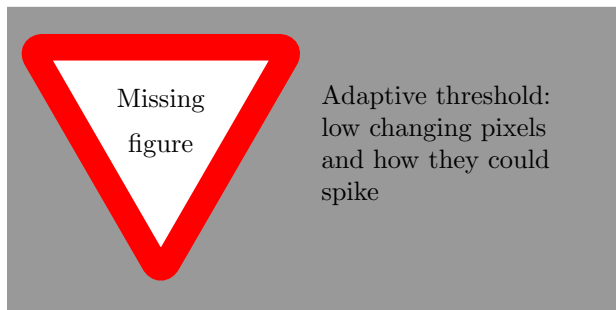 Missing
figure
Adaptive threshold:
low changing pixels
and how they could
spike